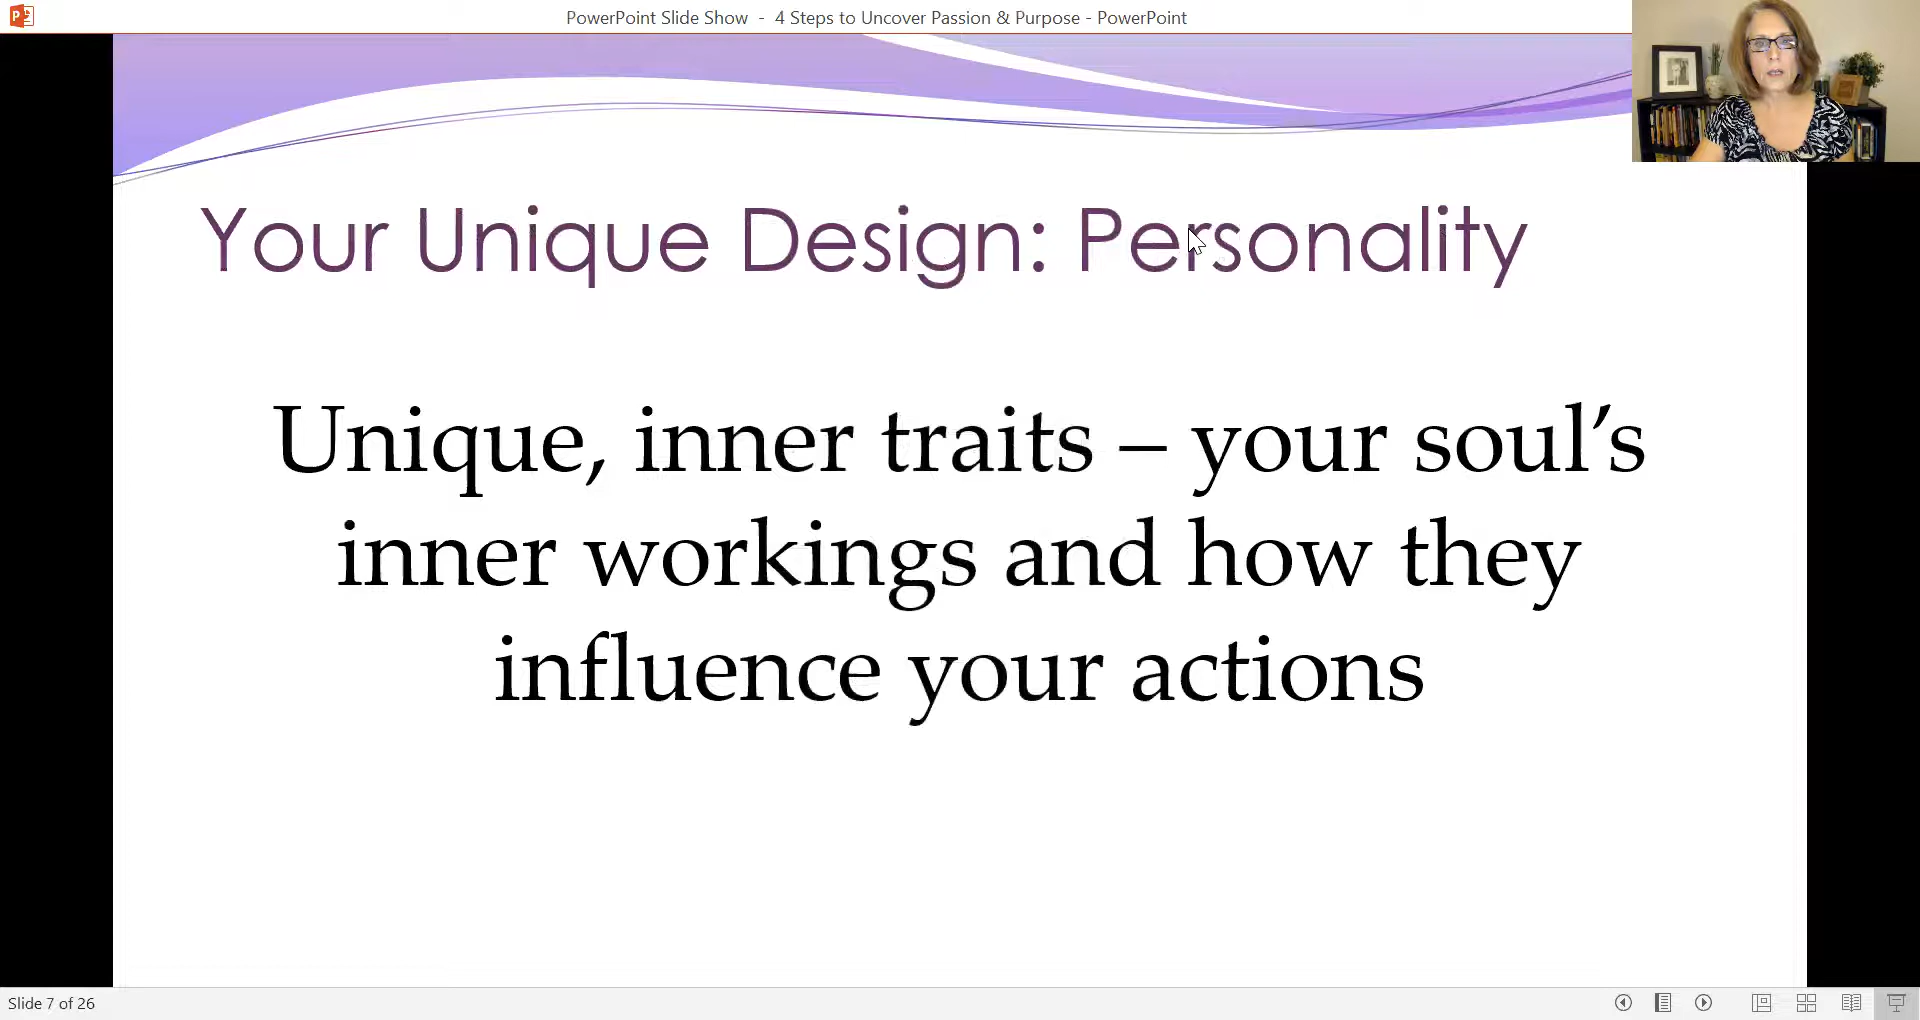 PowerPoint Slide Show - 4 Steps to Uncover Passion & Purpose - PowerPoint
Your Unique Design: Personality
Unique, inner traits – your soul’s
inner workings and how they
influence your actions
Slide 7 of 26